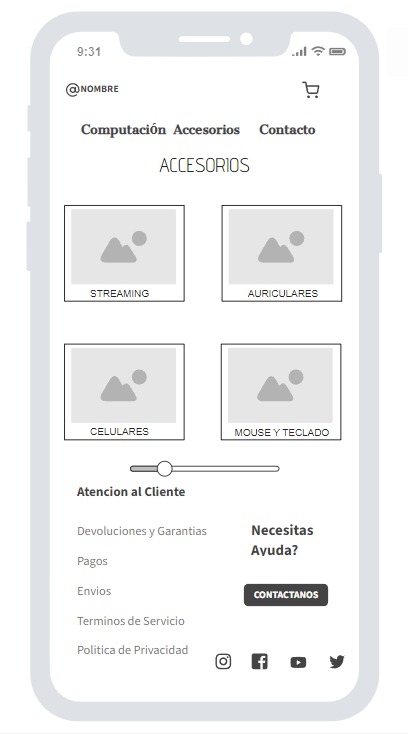 9:31
@NOMBRE
Computación Accesorios Contacto
ACCESORIOS
STREAMING
AURICULARES
CELULARES
MOUSE Y TECLADO
Atencion al Cliente
Devoluciones y Garantias
Pagos
Envios
Terminos de Servicio
Politica de Privacidad
Necesitas
Ayuda?
CONTACTANOS